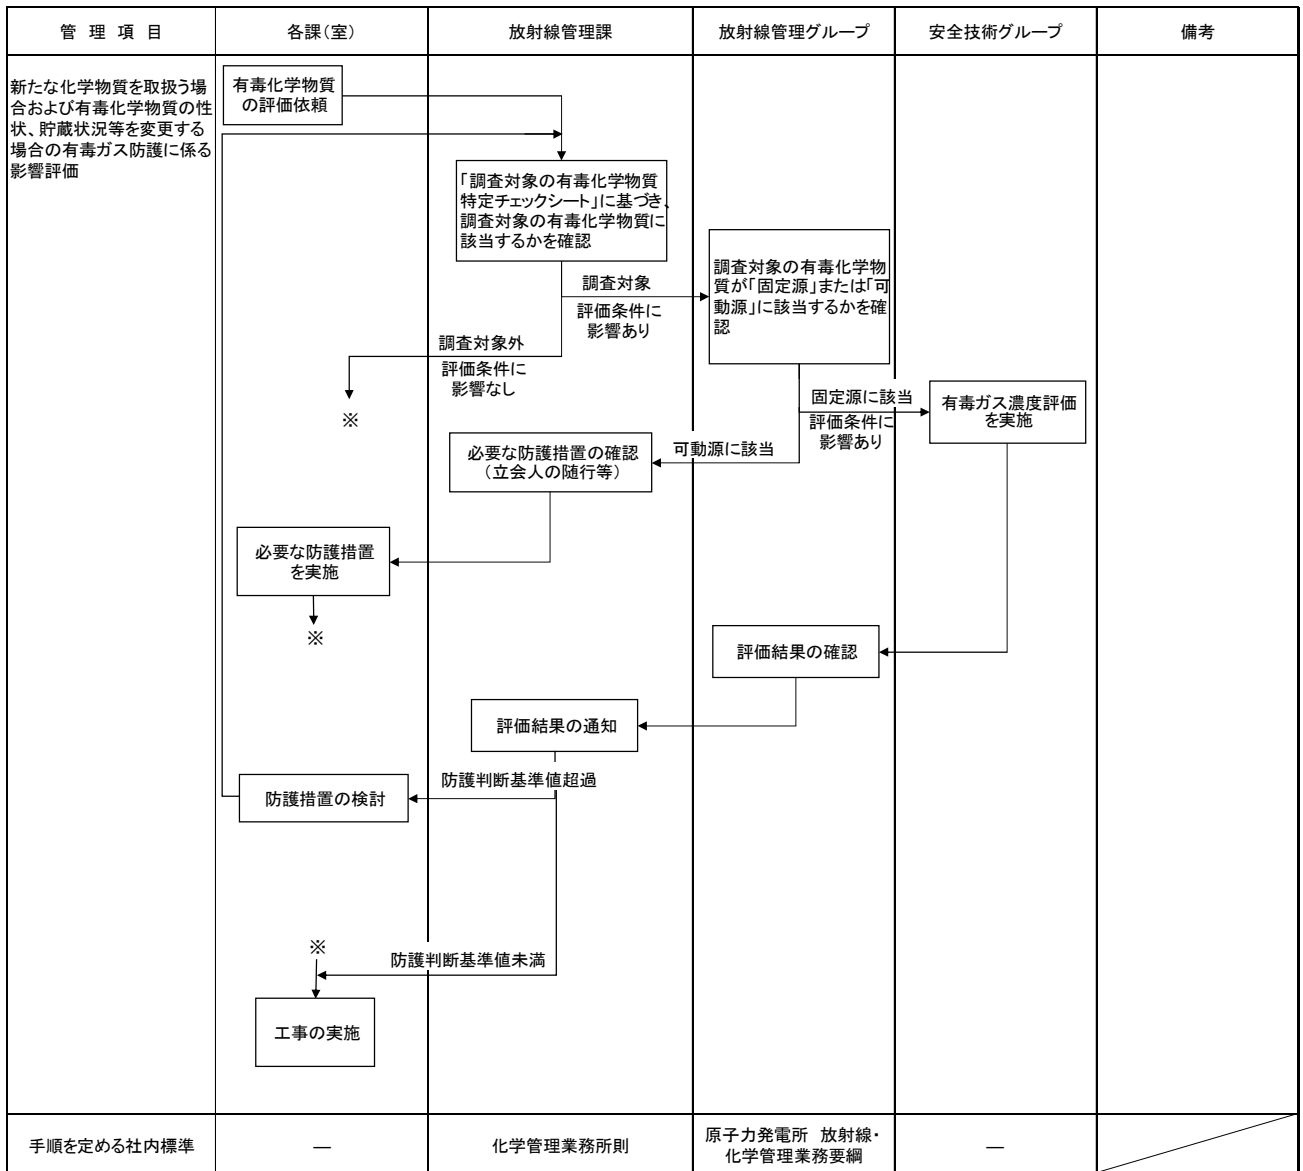 管理項目
各課(室)
放射線管理課
放射線管理グループ
安全技術グループ
備考
新たな化学物質を取扱う場
合および有毒化学物質の性
状、貯蔵状況等を変更する
場合の有毒ガス防護に係る
影響評価
有毒化学物質
の評価依頼
「調査対象の有毒化学物質
特定チェックシート」に基づき、
調査対象の有毒化学物質に
該当するかを確認
調査対象
評価条件に
影響あり
調査対象の有毒化学物
質が「固定源」または「可
動源」に該当するかを確
認
調査対象外
評価条件に
影響なし
※
固定源に該当
評価条件に
影響あり
有毒ガス濃度評価
を実施
可動源に該当
必要な防護措置の確認
(立会人の随行等)
必要な防護措置
を実施
※
評価結果の確認
評価結果の通知
防護判断基準値超過
防護措置の検討
※
防護判断基準値未満
工事の実施
手順を定める社内標準
―
化学管理業務所則
原子力発電所 放射線・
化学管理業務要綱
―